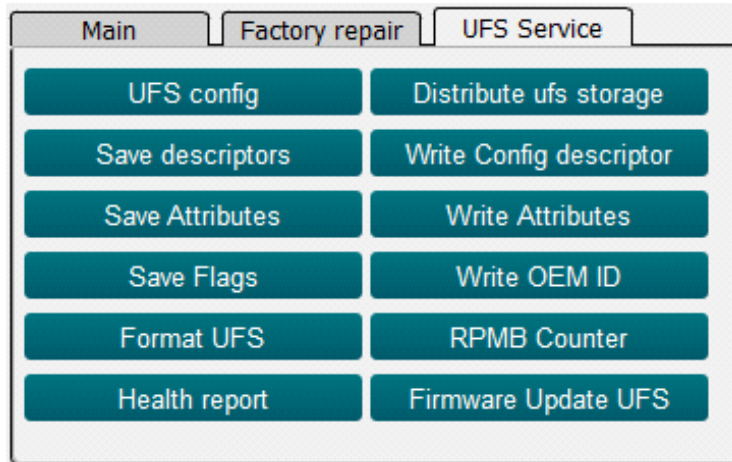 Main Factory repair UFS Service
UFS config Distribute ufs storage
Save descriptors Write Config descriptor
Save Attributes Write Attributes
Save Flags Write OEM ID
Format UFS RPMB Counter
Health report Firmware Update UFS